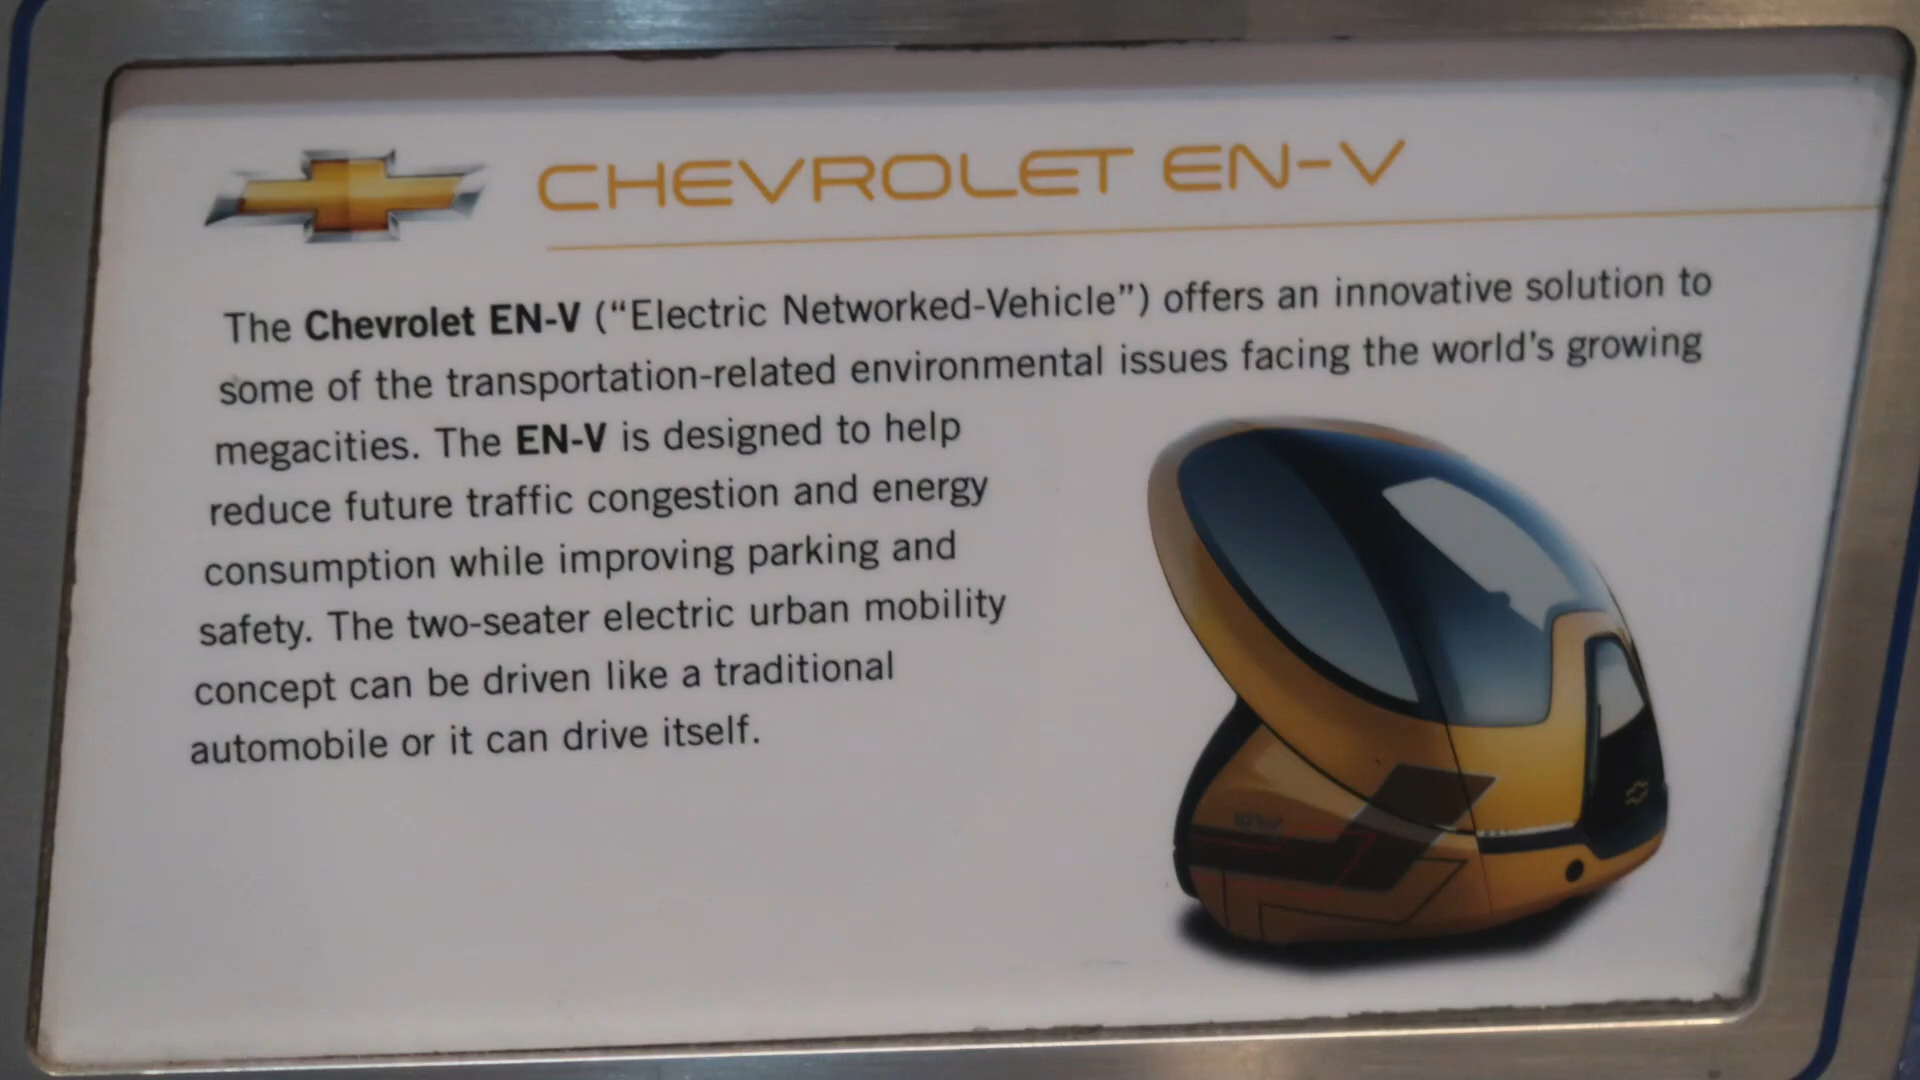 CHEVROLET EN-V
The Chevrolet EN-V (“Electric Networked-Vehicle”) offers an innovative solution to
some of the transportation-related environmental issues facing the world’s growing
megacities. The EN-V is designed to help
reduce future traffic congestion and energy
consumption while improving parking and
safety. The two-seater electric urban mobility
concept can be driven like a traditional
automobile or it can drive itself.